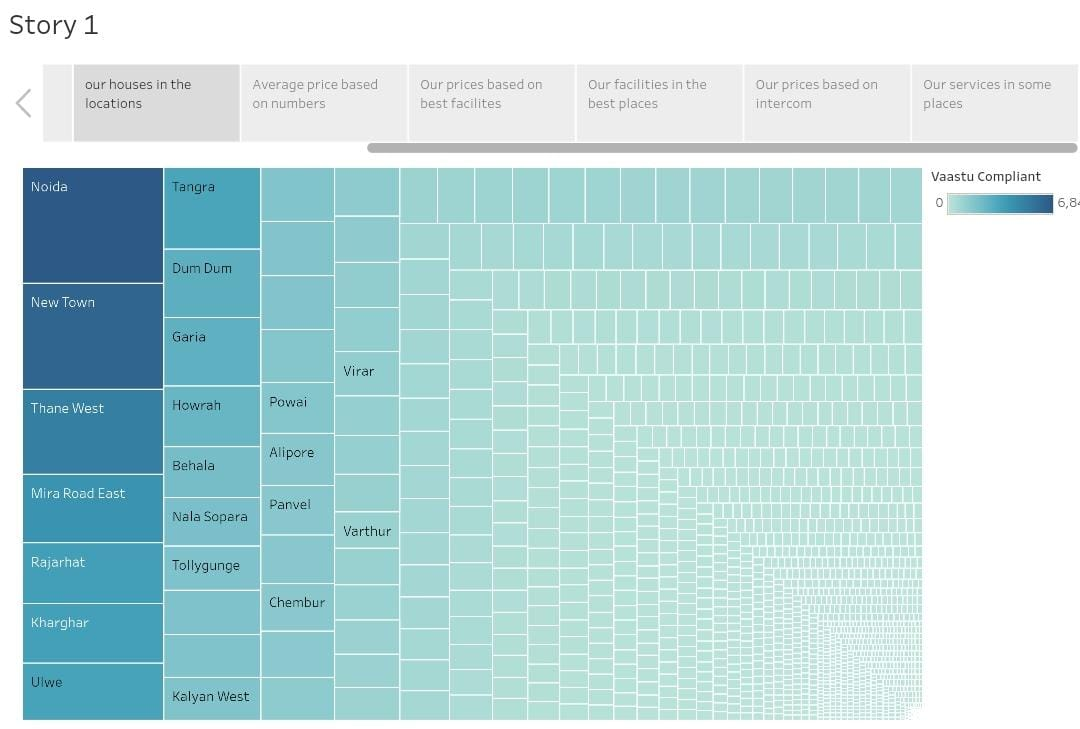 Story 1
our houses in the
locations
Average price based
on numbers
Our prices based on
best facilites
Our facilities in the
best places
Our prices based on
intercom
Our services in some
places
Noida
New Town
Thane West
Mira Road East
Rajarhat
Kharghar
Ulwe
Tangra
Dum Dum
Garia
Howrah
Behala
Nala Sopara
Tollygunge
Kalyan West
Powai
Alipore
Panvel
Chembur
Virar
Varthur
Vaastu Compliant
0